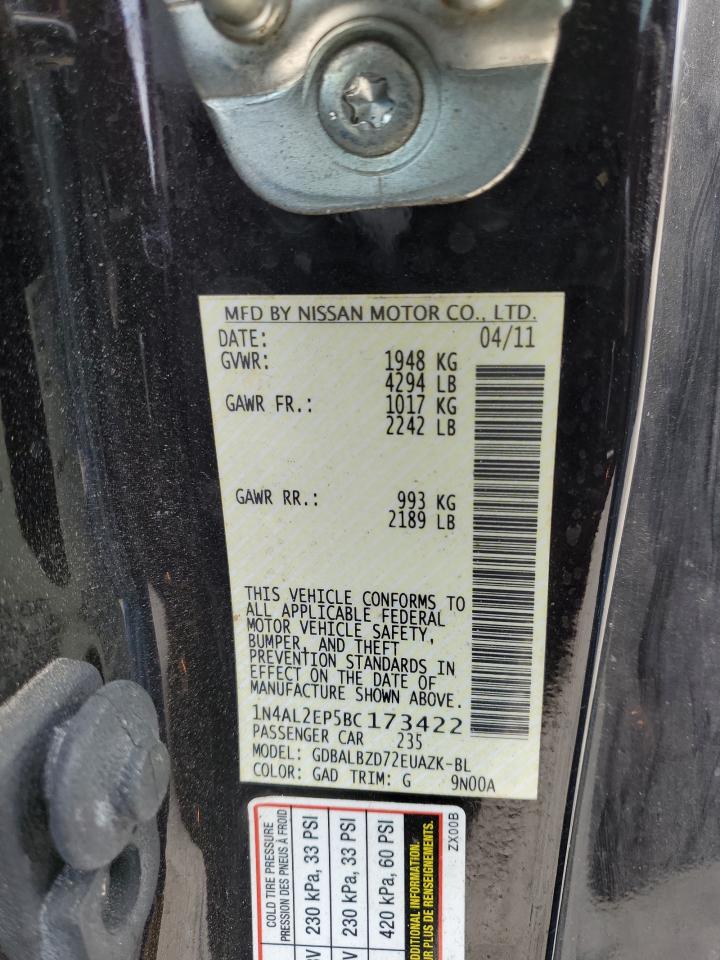 MFD BY NISSAN MOTOR CO., LTD.
DATE: 04/11
GVWR: 1948 KG
4294 LB
GAWR FR.: 1017 KG
2242 LB
GAWR RR.: 993 KG
2189 LB
THIS VEHICLE CONFORMS TO
ALL APPLICABLE FEDERAL
MOTOR VEHICLE SAFETY,
BUMPER, AND THEFT
PREVENTION STANDARDS IN
EFFECT ON THE DATE OF
MANUFACTURE SHOWN ABOVE.
1N4AL2EP5BC173422
PASSENGER CAR 235
MODEL: GDBALBZD72EUAZK-BL
COLOR: GAD TRIM: G 9N00A
COLD TIRE PRESSURE
PRESSION DES PNEUS À FROID
230 kPa, 33 PSI
230 kPa, 33 PSI
420 kPa, 60 PSI
ADDITIONAL INFORMATION.
PLUS DE RENSEIGNEMENTS.
ZX00B